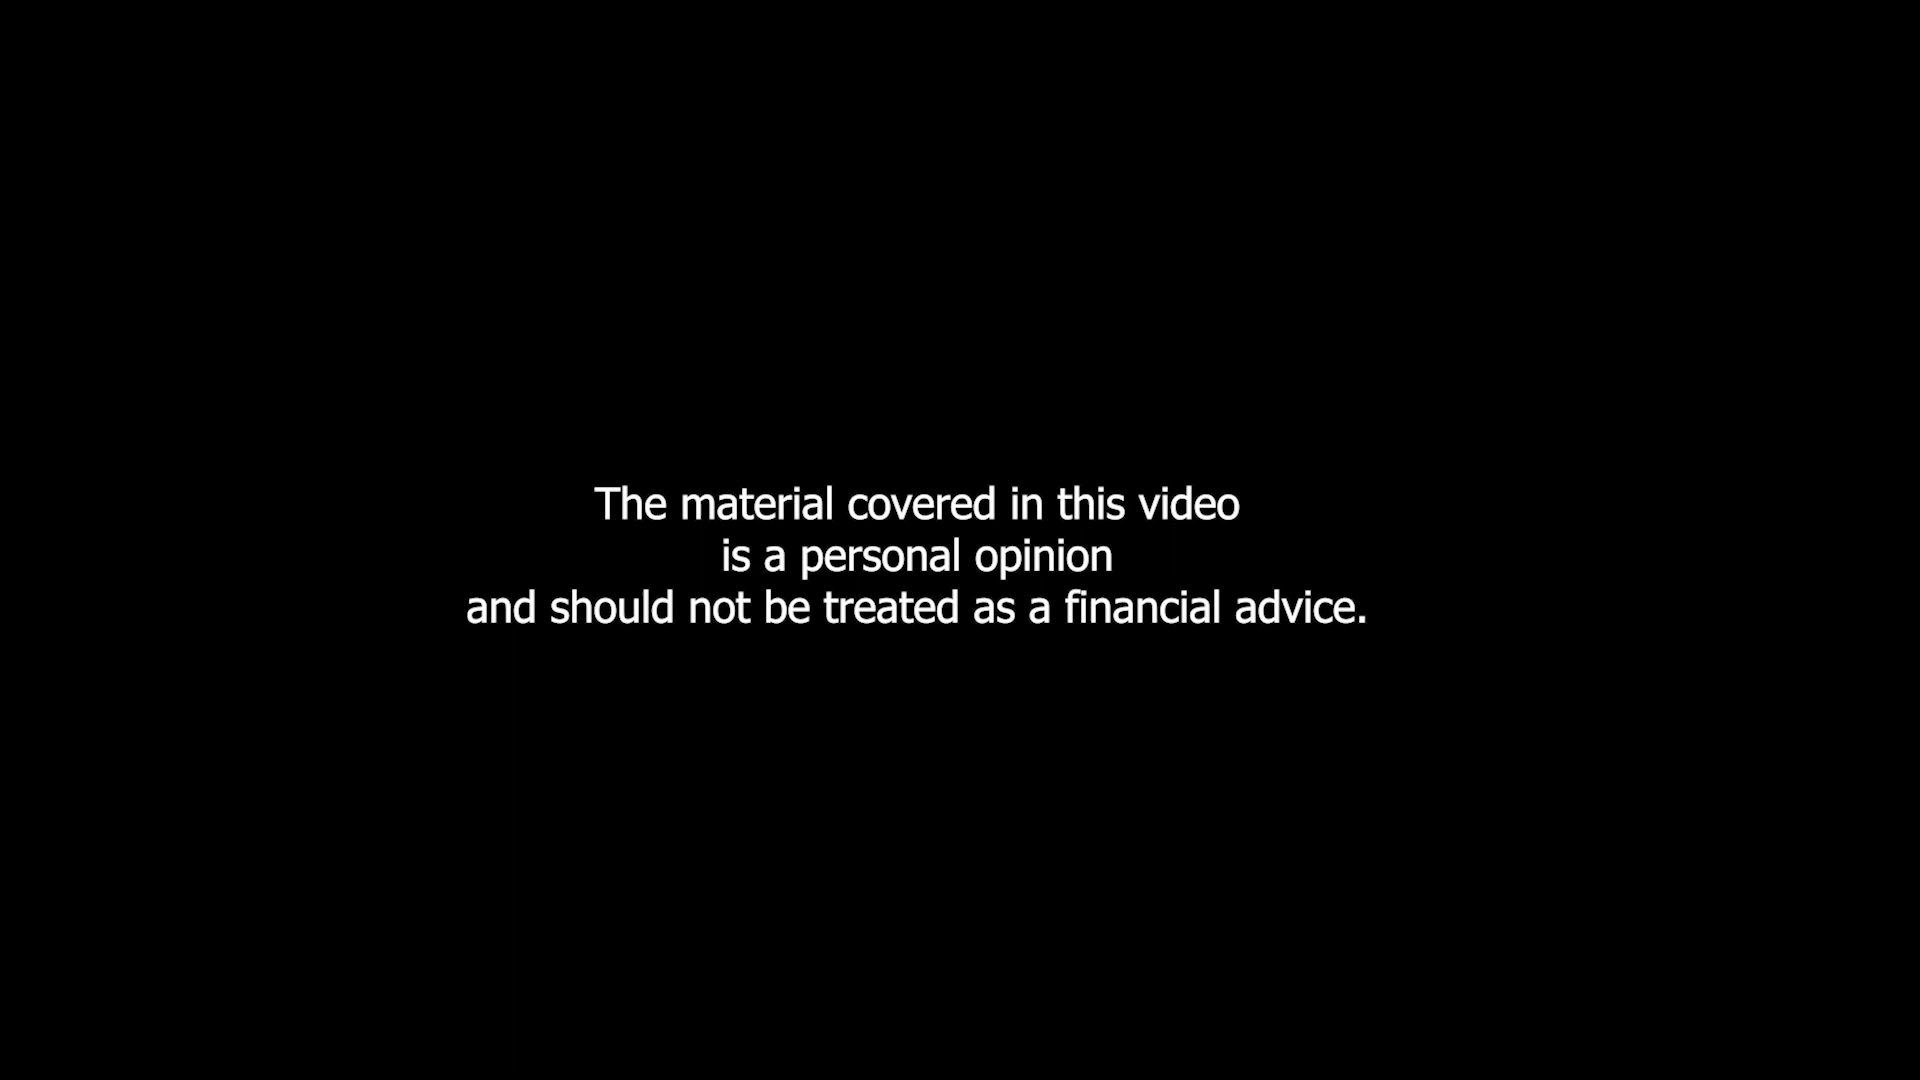 The material covered in this video
is a personal opinion
and should not be treated as a financial advice.